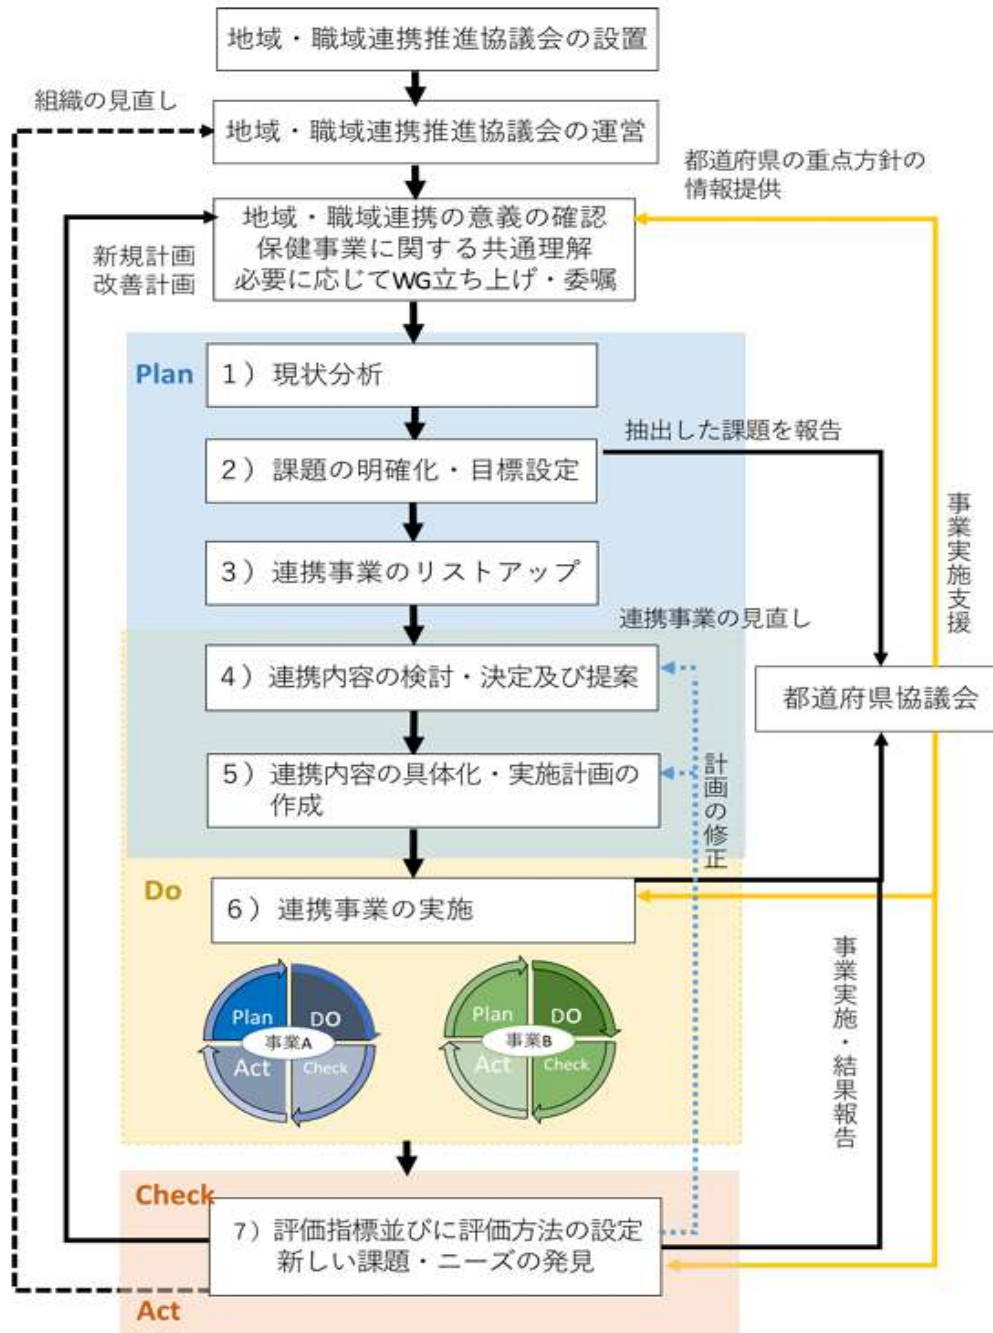 地域・職域連携推進協議会の設置
組織の見直し
地域・職域連携推進協議会の運営
都道府県の重点方針の
情報提供
地域・職域連携の意義の確認
保健事業に関する共通理解
必要に応じてWG立ち上げ・委嘱
新規計画
改善計画
Plan
1）現状分析
抽出した課題を報告
2）課題の明確化・目標設定
事業実施支援
3）連携事業のリストアップ
連携事業の見直し
4）連携内容の検討・決定及び提案
都道府県協議会
5）連携内容の具体化・実施計画の
作成
計画の修正
Do
6）連携事業の実施
事業実施・結果報告
Plan
DO
事業A
Act
Check
Plan
DO
事業B
Act
Check
Check
7）評価指標並びに評価方法の設定
新しい課題・ニーズの発見
Act